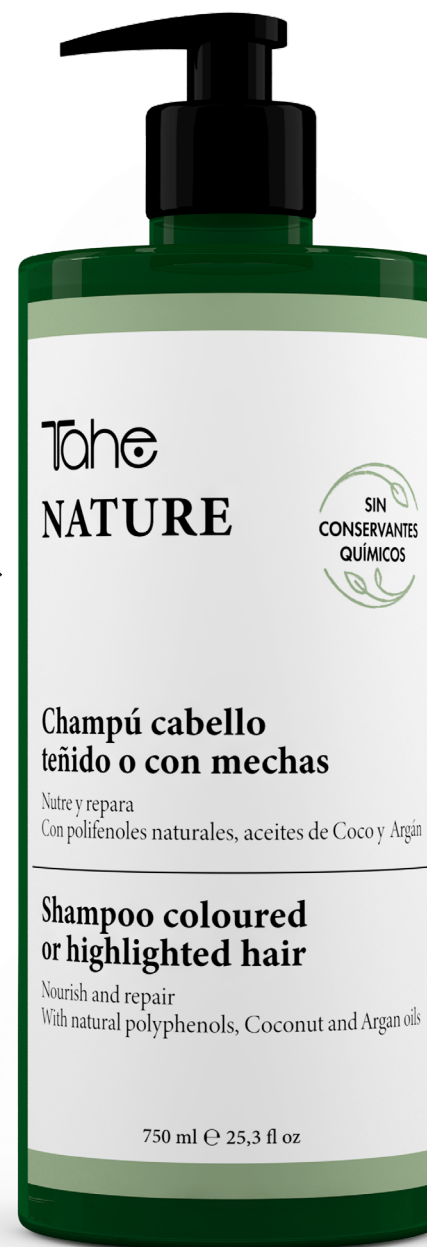 Tahe
NATURE
SIN
CONSERVANTES
QUÍMICOS
Champú cabello
teñido o con mechas
Nutre y repara
Con polifenoles naturales, aceites de Coco y Argán
Shampoo coloured
or highlighted hair
Nourish and repair
With natural polyphenols, Coconut and Argan oils
750 ml ℮ 25,3 fl oz